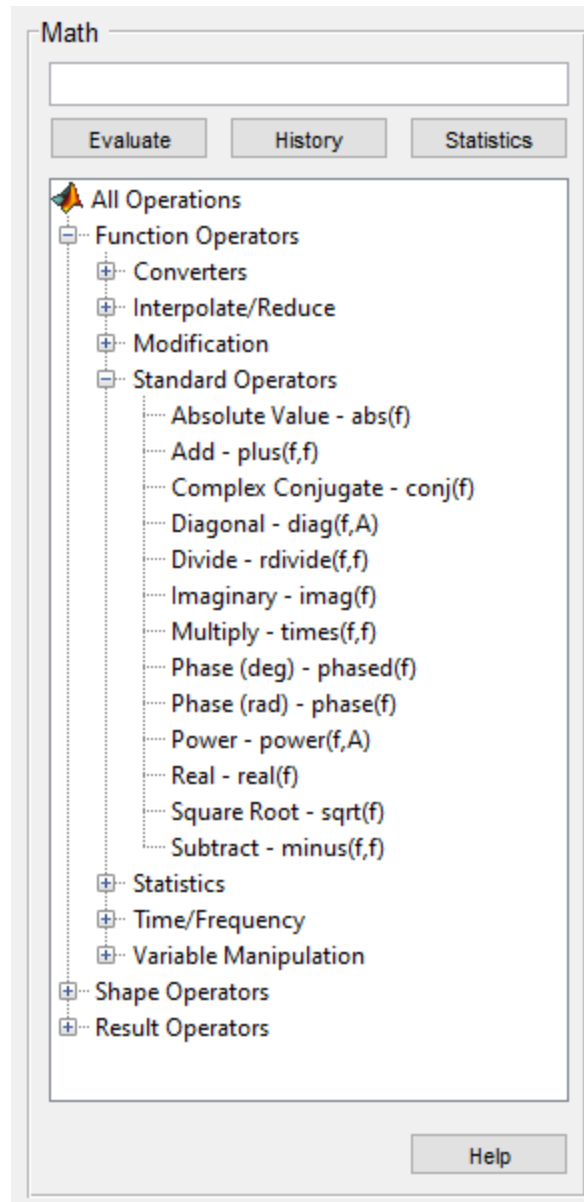 Math
Evaluate History Statistics
All Operations
Function Operators
Converters
Interpolate/Reduce
Modification
Standard Operators
Absolute Value - abs(f)
Add - plus(f,f)
Complex Conjugate - conj(f)
Diagonal - diag(f,A)
Divide - rdivide(f,f)
Imaginary - imag(f)
Multiply - times(f,f)
Phase (deg) - phased(f)
Phase (rad) - phase(f)
Power - power(f,A)
Real - real(f)
Square Root - sqrt(f)
Subtract - minus(f,f)
Statistics
Time/Frequency
Variable Manipulation
Shape Operators
Result Operators
Help